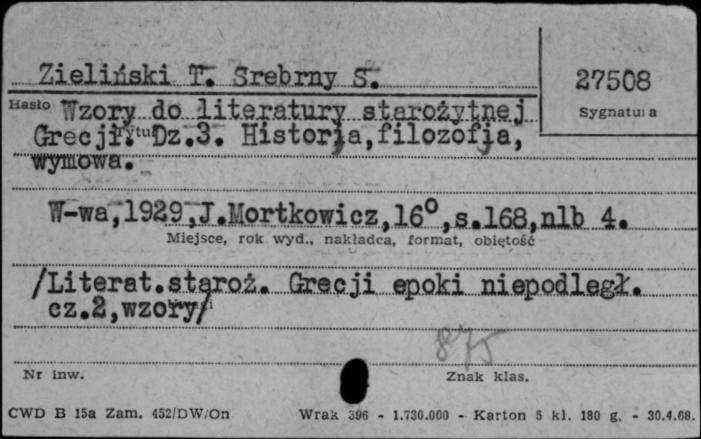 Zieliński T. Srebrny S.
27508
Hasło
Sygnatura
Wzory do literatury starożytnej
Grecji. Dz.3. Historja,filozofja,
Tytuł
wymowa.
W-wa,1929,J.Mortkowicz,16⁰,s.168,nlb 4.
Miejsce, rok wyd., nakładca, format, objętość
/Literat.staroż. Grecji epoki niepodległ.
cz.2,wzory/
875
Nr inw.
Znak klas.
CWD B 15a Zam. 452/DW/On Wrak 396 - 1.730.000 - Karton 5 kl. 180 g. - 30.4.68.